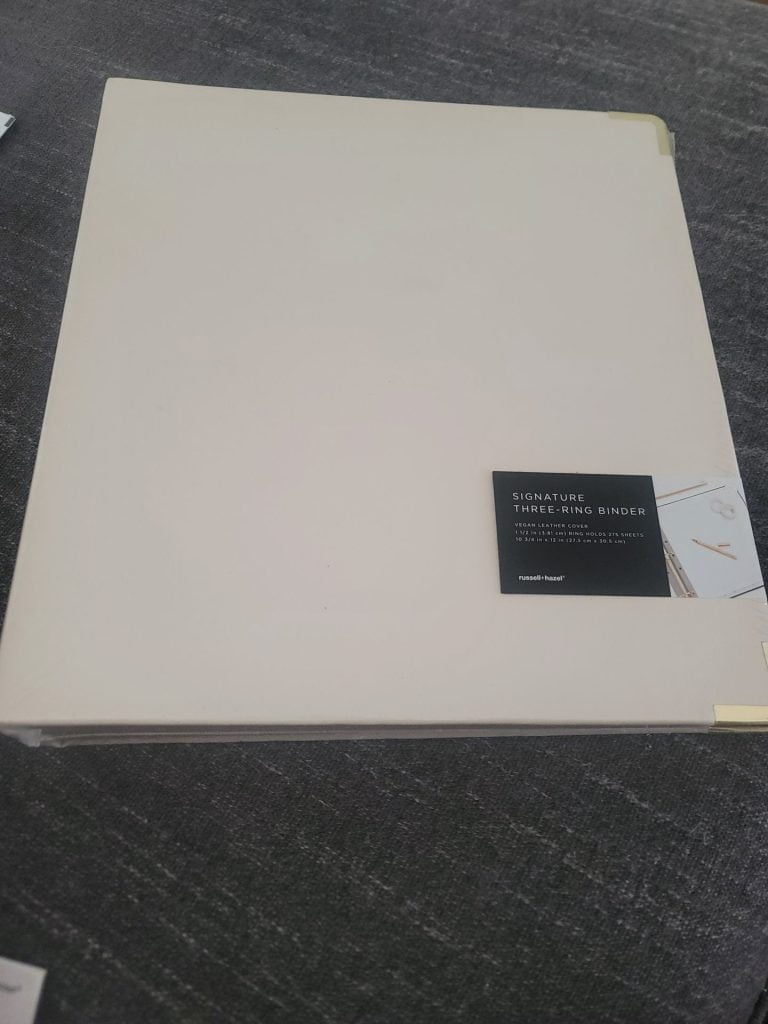 SIGNATURE
THREE-RING BINDER
VEGAN LEATHER COVER
1 1/2 in (3.81 cm) RING HOLDS 275 SHEETS
10 3/4 in x 12 in (27.3 cm x 30.5 cm)
russell+hazel